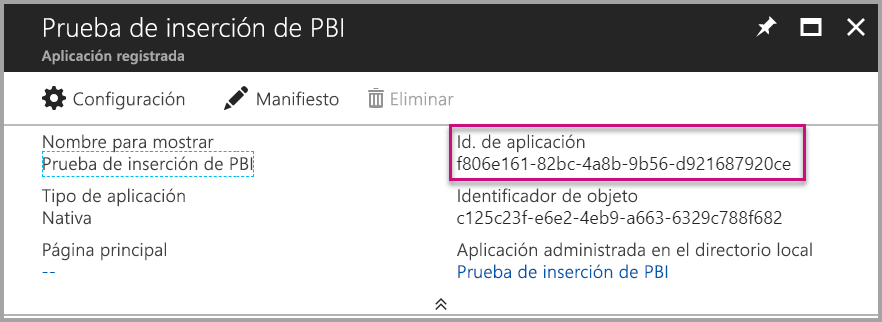 Prueba de inserción de PBI
Aplicación registrada
Configuración Manifiesto Eliminar
Nombre para mostrar
Prueba de inserción de PBI
Id. de aplicación
f806e161-82bc-4a8b-9b56-d921687920ce
Tipo de aplicación
Nativa
Identificador de objeto
c125c23f-e6e2-4eb9-a663-6329c788f682
Página principal
--
Aplicación administrada en el directorio local
Prueba de inserción de PBI